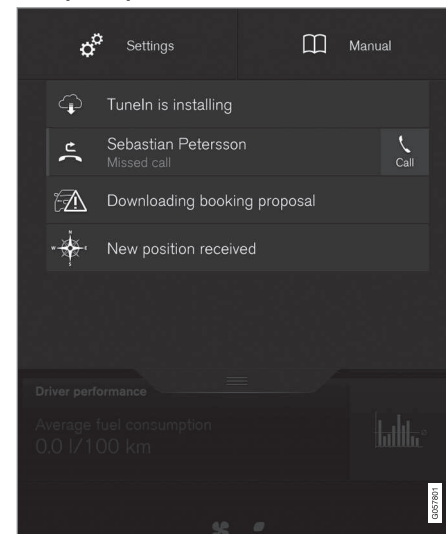 Settings
Manual
TuneIn is installing
Sebastian Petersson
Missed call
Call
Downloading booking proposal
N
W E
S
New position received
Driver performance
Average fuel consumption
0.0 l/100 km
G057801